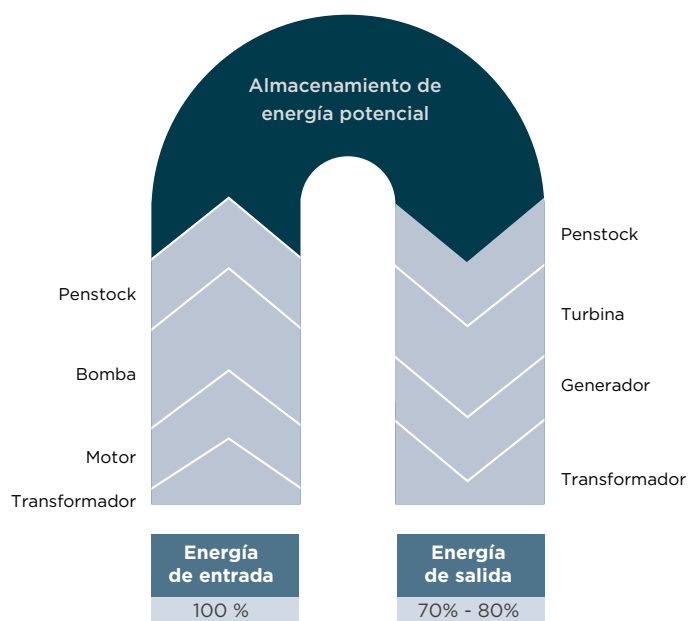 Almacenamiento de
energía potencial
Penstock
Bomba
Motor
Transformador
Penstock
Turbina
Generador
Transformador
Energía
de entrada
100 %
Energía
de salida
70% - 80%